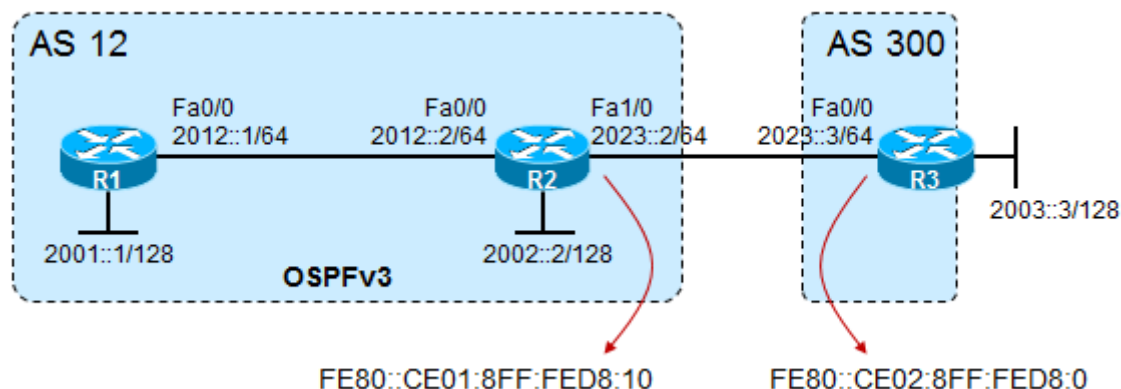 AS 12
AS 300
Fa0/0
2012::1/64
Fa0/0
2012::2/64
Fa1/0
2023::2/64
Fa0/0
2023::3/64
R1
R2
R3
2001::1/128
2002::2/128
2003::3/128
OSPFv3
FE80::CE01:8FF:FED8:10
FE80::CE02:8FF:FED8:0